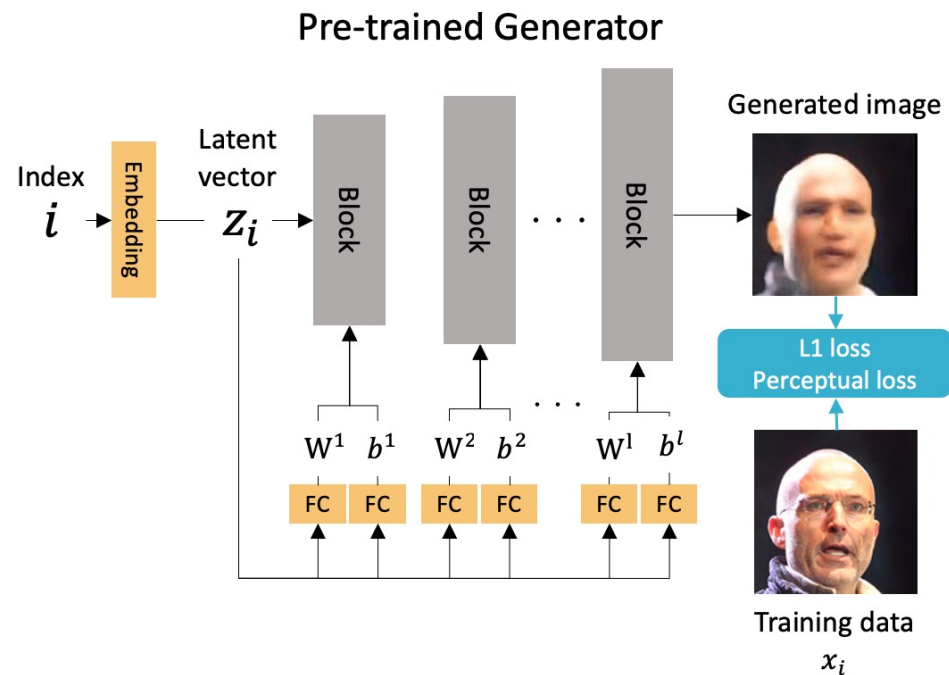 Pre-trained Generator
Index
i
Embedding
Latent
vector
z_i
Block
Block
. . .
Block
Generated image
L1 loss
Perceptual loss
W^1 b^1 W^2 b^2 . . . W^l b^l
FC FC FC FC FC FC
Training data
x_i